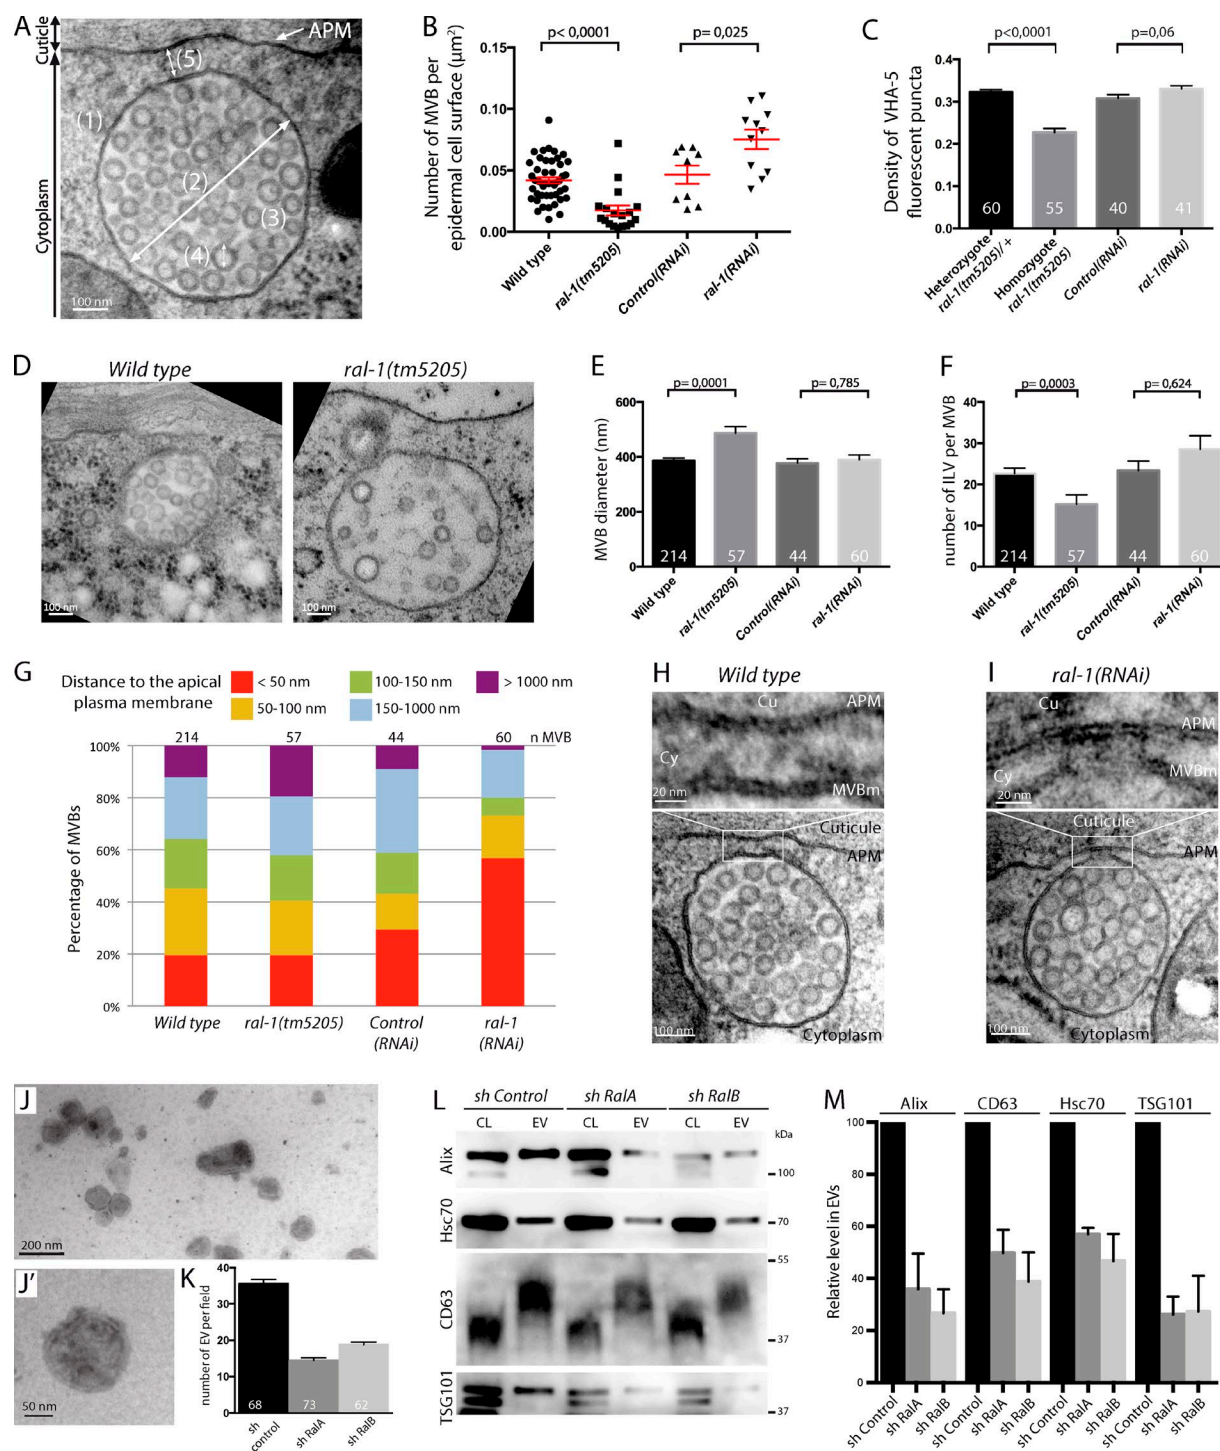 A
Cuticle
APM
(5)
(1)
(2)
(3)
(4)
Cytoplasm
100 nm
B
Number of MVB per
epidermal cell surface (µm²)
p< 0,0001
p= 0,025
0.15
0.10
0.05
0.00
Wild type
ral-1(tm5205)
Control(RNAi)
ral-1(RNAi)
C
Density of VHA-5
fluorescent puncta
p<0,0001
p=0,06
0.4
0.3
0.2
0.0
60
55
40
41
Heterozygote
ral-1(tm5205)/+
Homozygote
ral-1(tm5205)
Control(RNAi)
ral-1(RNAi)
D
Wild type
ral-1(tm5205)
100 nm
100 nm
E
MVB diameter (nm)
p= 0,0001
p= 0,785
600
400
200
0
214
57
44
60
Wild type
ral-1(tm5205)
Control(RNAi)
ral-1(RNAi)
F
number of ILV per MVB
p= 0,0003
p= 0,624
40
30
20
10
0
214
57
44
60
Wild type
ral-1(tm5205)
Control(RNAi)
ral-1(RNAi)
G
Distance to the apical
plasma membrane
< 50 nm
50-100 nm
100-150 nm
150-1000 nm
> 1000 nm
214
57
44
60
n MVB
Percentage of MVBs
100%
80%
60%
40%
20%
0%
Wild type
ral-1(tm5205)
Control
(RNAi)
ral-1
(RNAi)
H
Wild type
Cu
APM
Cy
MVBm
20 nm
Cuticule
APM
100 nm
Cytoplasm
I
ral-1(RNAi)
Cu
APM
Cy
MVBm
20 nm
Cuticule
APM
100 nm
Cytoplasm
J
200 nm
J'
50 nm
K
number of EV per field
40
30
20
10
0
68
73
62
sh
control
sh RalA
sh RalB
L
sh Control
sh RalA
sh RalB
CL
EV
CL
EV
CL
EV
kDa
Alix
100
Hsc70
70
CD63
55
37
TSG101
37
M
Alix
CD63
Hsc70
TSG101
Relative level in EVs
100
80
60
40
20
0
sh Control
sh RalA
sh RalB
sh Control
sh RalA
sh RalB
sh Control
sh RalA
sh RalB
sh Control
sh RalA
sh RalB